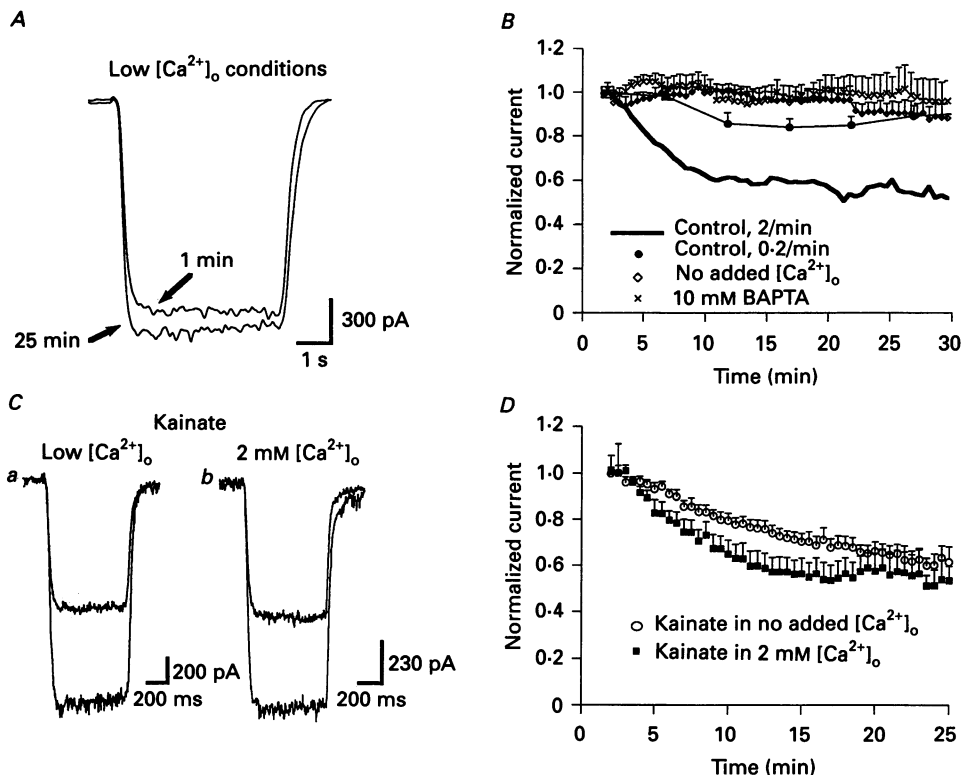 A
Low [Ca²⁺]ₒ conditions
1 min
25 min
300 pA
1 s
B
Normalized current
1·2
1·0
0·8
0·6
0·4
0·2
0
Control, 2/min
Control, 0·2/min
No added [Ca²⁺]ₒ
10 mM BAPTA
0 5 10 15 20 25 30
Time (min)
C
Kainate
a
Low [Ca²⁺]ₒ
200 pA
200 ms
b
2 mM [Ca²⁺]ₒ
230 pA
200 ms
D
Normalized current
1·2
1·0
0·8
0·6
0·4
0·2
0
Kainate in no added [Ca²⁺]ₒ
Kainate in 2 mM [Ca²⁺]ₒ
0 5 10 15 20 25
Time (min)